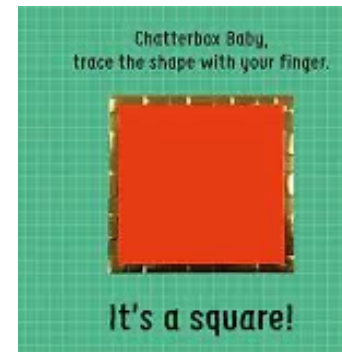 Chatterbox Baby,
trace the shape with your finger.
It's a square!